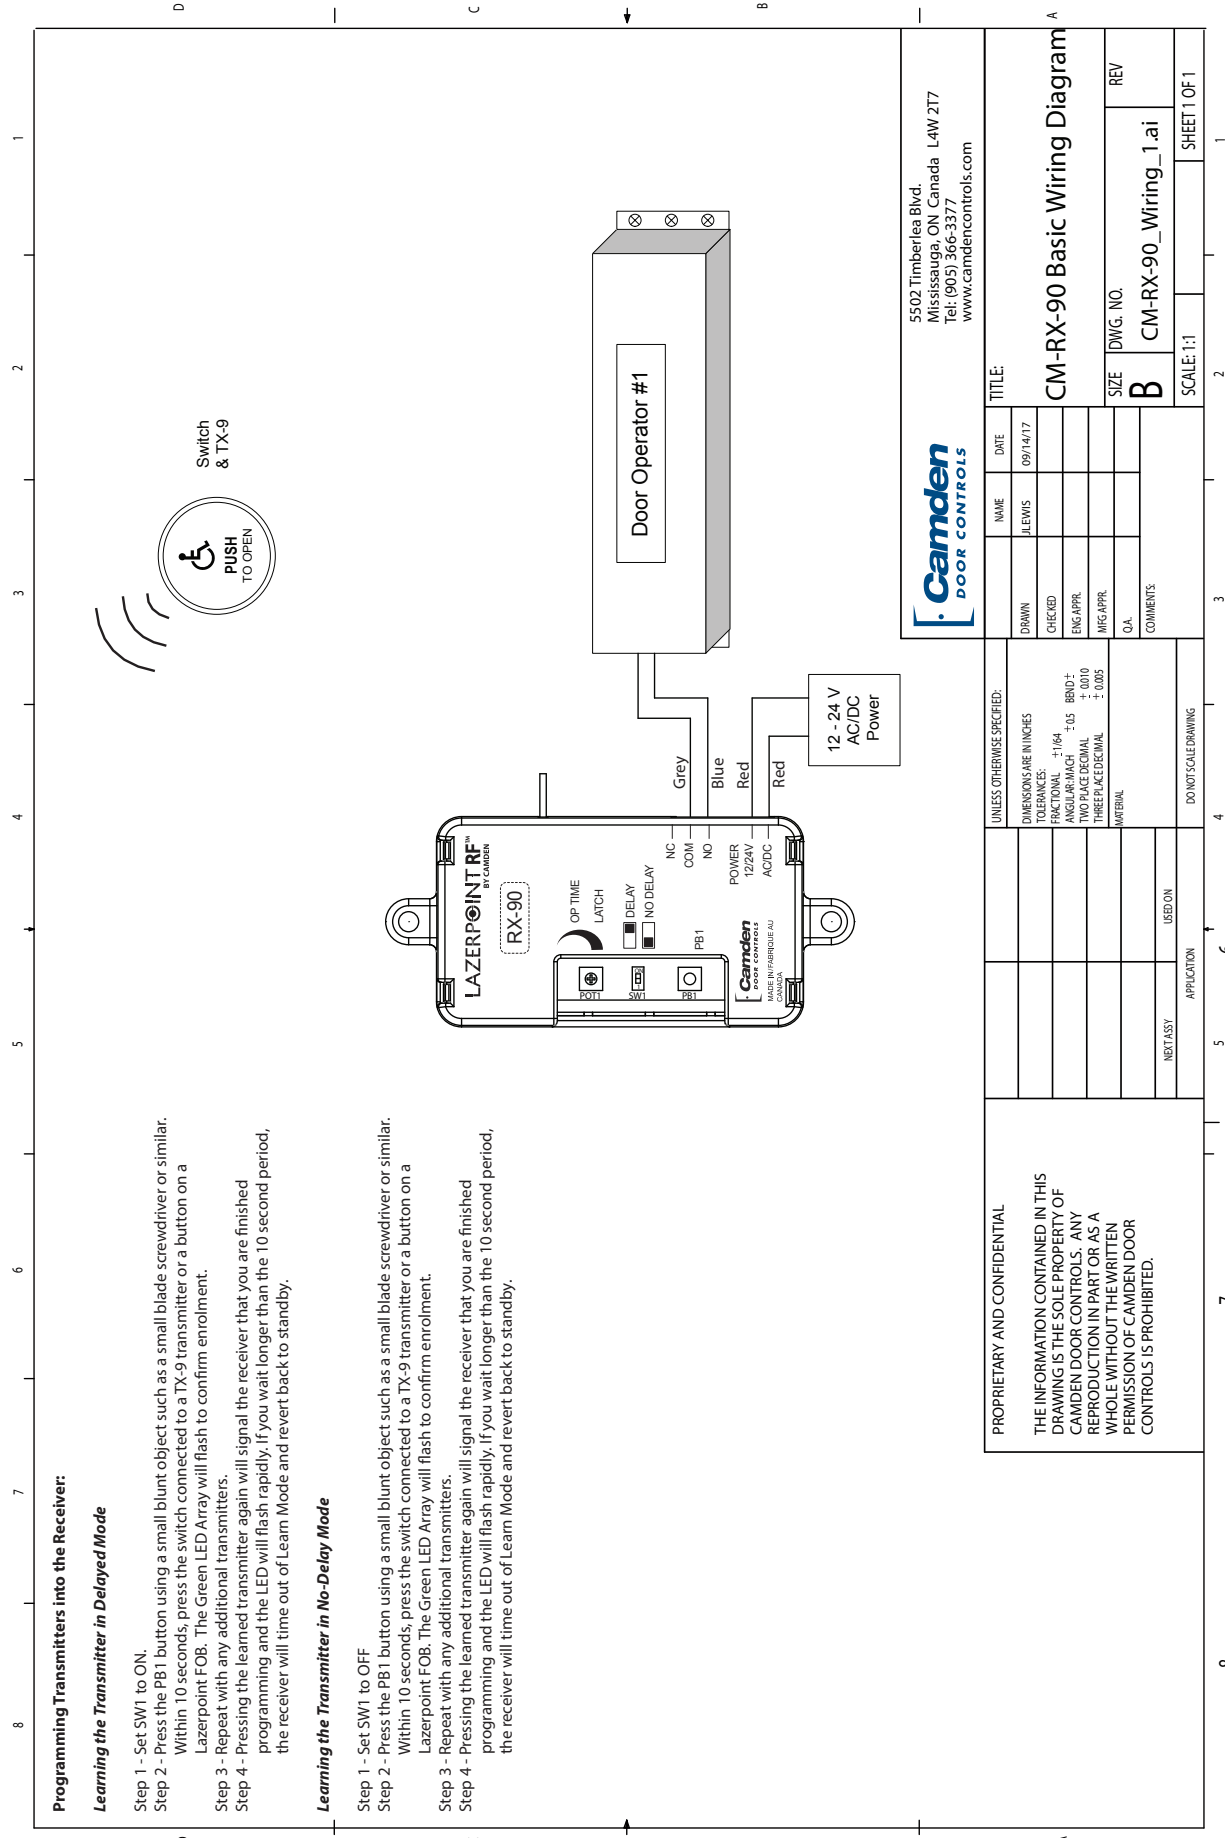 Programming Transmitters into the Receiver:
Learning the Transmitter in Delayed Mode
Step 1 - Set SW1 to ON.
Step 2 - Press the PB1 button using a small blunt object such as a small blade screwdriver or similar.
Within 10 seconds, press the switch connected to a TX-9 transmitter or a button on a
Lazerpoint FOB. The Green LED Array will flash to confirm enrolment.
Step 3 - Repeat with any additional transmitters.
Step 4 - Pressing the learned transmitter again will signal the receiver that you are finished
programming and the LED will flash rapidly. If you wait longer than the 10 second period,
the receiver will time out of Learn Mode and revert back to standby.
Learning the Transmitter in No-Delay Mode
Step 1 - Set SW1 to OFF
Step 2 - Press the PB1 button using a small blunt object such as a small blade screwdriver or similar.
Within 10 seconds, press the switch connected to a TX-9 transmitter or a button on a
Lazerpoint FOB. The Green LED Array will flash to confirm enrolment.
Step 3 - Repeat with any additional transmitters.
Step 4 - Pressing the learned transmitter again will signal the receiver that you are finished
programming and the LED will flash rapidly. If you wait longer than the 10 second period,
the receiver will time out of Learn Mode and revert back to standby.
8
7
6
5
4
3
2
1
D
C
B
A
PUSH
TO OPEN
Switch
& TX-9
LAZERPOINT RF™
BY CAMDEN
RX-90
OP TIME
LATCH
DELAY
NO DELAY
PB1
POT1
SW1
ON
PB1
Camden
DOOR CONTROLS
MADE IN/FABRIQUE AU
CANADA
NC
COM
NO
POWER
12/24V
AC/DC
Grey
Blue
Red
Red
12 - 24 V
AC/DC
Power
Door Operator #1
Camden
DOOR CONTROLS
5502 Timberlea Blvd.
Mississauga, ON Canada L4W 2T7
Tel: (905) 366-3377
www.camdencontrols.com
PROPRIETARY AND CONFIDENTIAL
THE INFORMATION CONTAINED IN THIS
DRAWING IS THE SOLE PROPERTY OF
CAMDEN DOOR CONTROLS. ANY
REPRODUCTION IN PART OR AS A
WHOLE WITHOUT THE WRITTEN
PERMISSION OF CAMDEN DOOR
CONTROLS IS PROHIBITED.
NEXT ASSY
USED ON
APPLICATION
UNLESS OTHERWISE SPECIFIED:
DIMENSIONS ARE IN INCHES
TOLERANCES:
FRACTIONAL ±1/64
ANGULAR: MACH ±0.5 BEND ±
TWO PLACE DECIMAL ±0.010
THREE PLACE DECIMAL ±0.005
MATERIAL
DO NOT SCALE DRAWING
NAME
DATE
DRAWN
JLEWIS
09/14/17
CHECKED
ENG APPR.
MFG APPR.
Q.A.
COMMENTS:
TITLE:
CM-RX-90 Basic Wiring Diagram
SIZE
B
DWG. NO.
CM-RX-90_Wiring_1.ai
REV
SCALE: 1:1
SHEET 1 OF 1
5
4
3
2
1